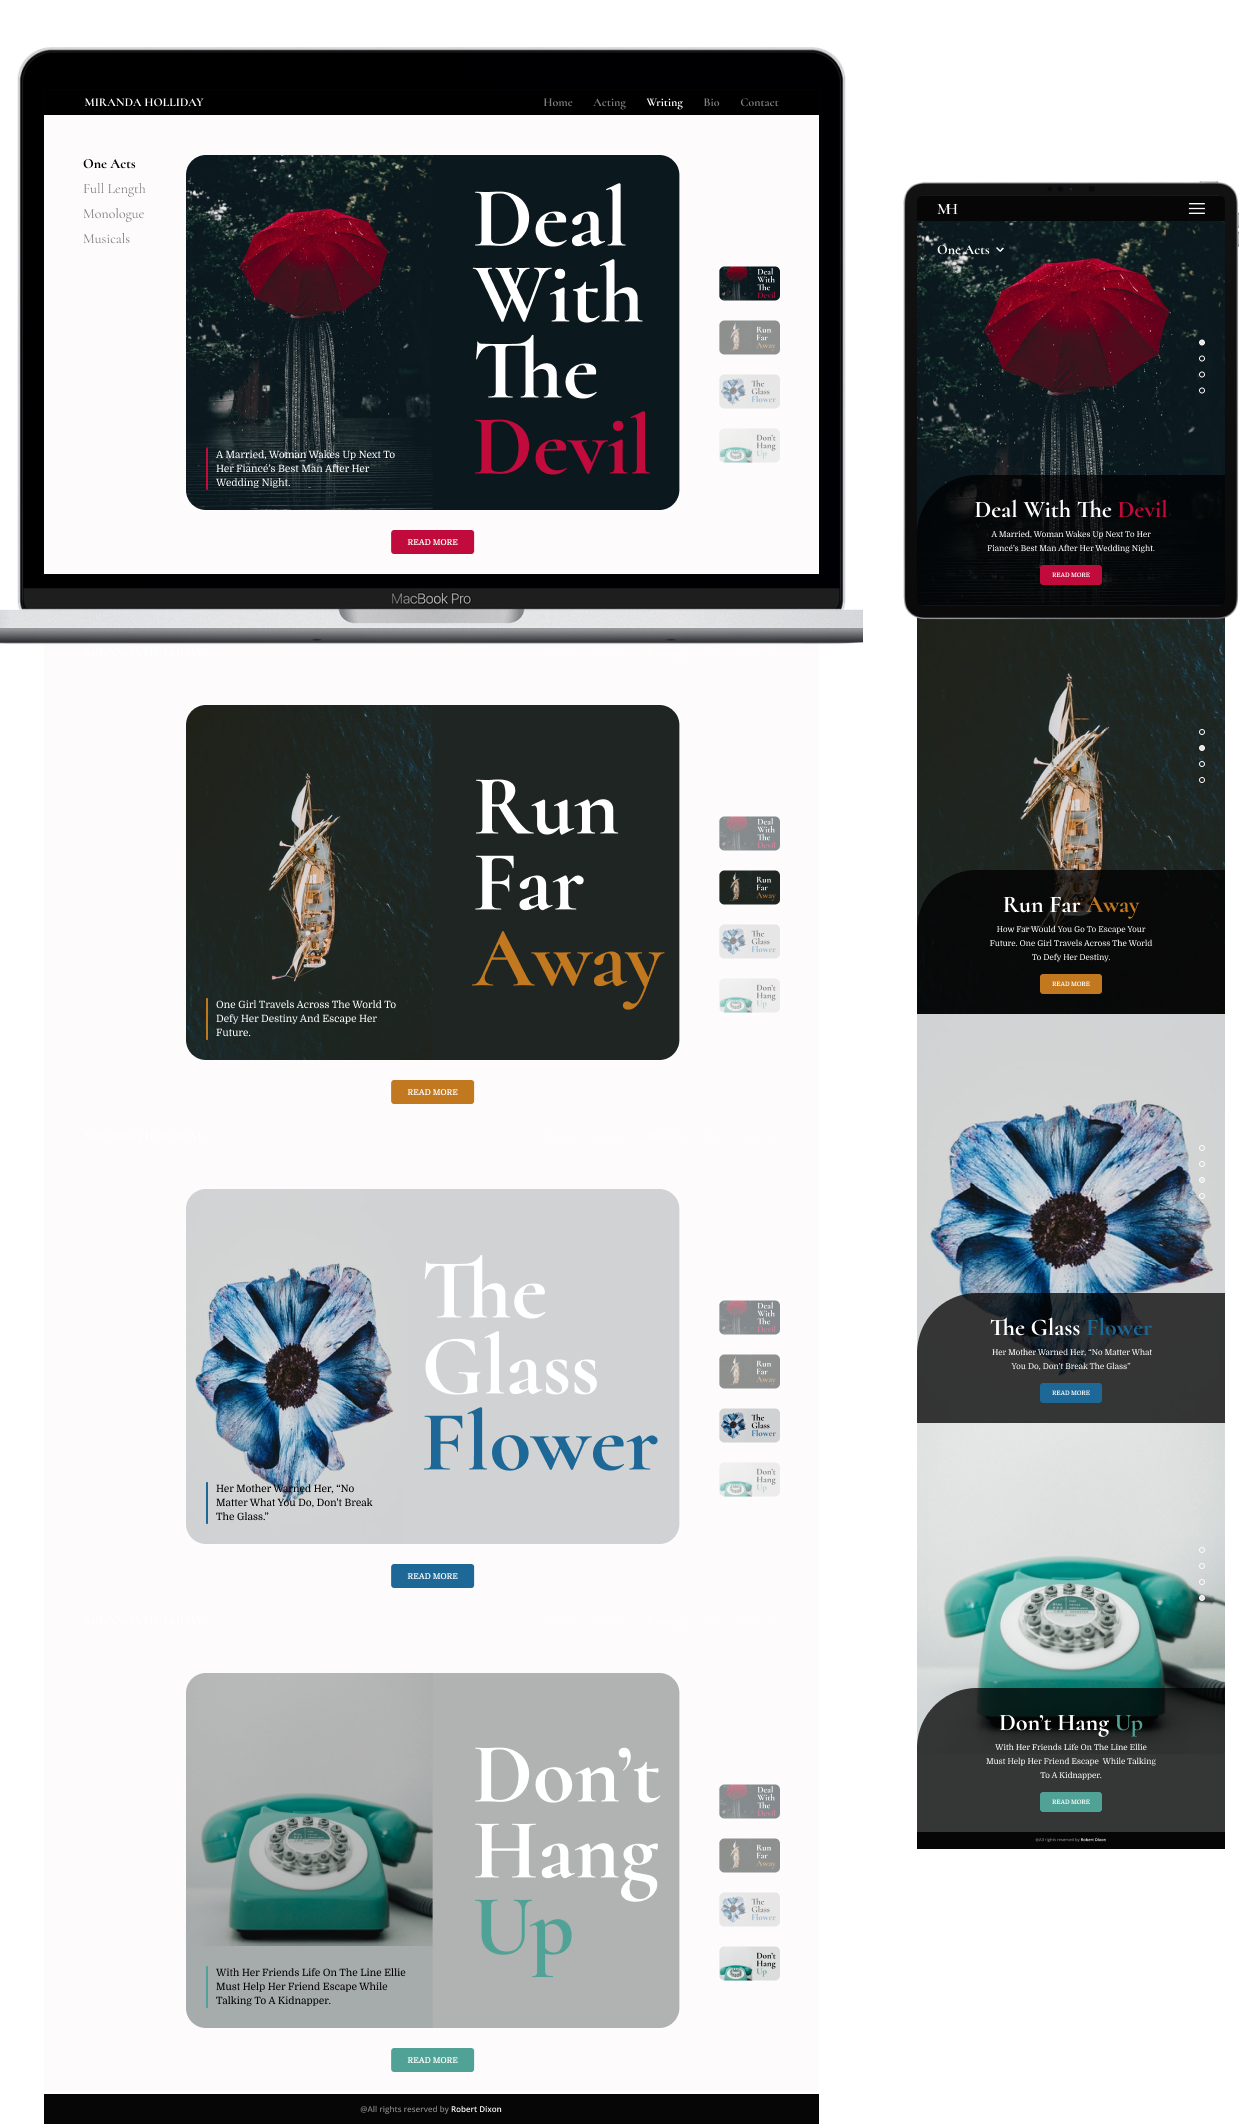 MIRANDA HOLLIDAY
Home Acting Writing Bio Contact
One Acts
Full Length
Monologue
Musicals
Deal
With
The
Devil
A Married, Woman Wakes Up Next To
Her Fiancé's Best Man After Her
Wedding Night.
READ MORE
Deal
With
The
Devil
Run
Far
Away
The
Glass
Flower
Don't
Hang
Up
MacBook Pro
Run
Far
Away
One Girl Travels Across The World To
Defy Her Destiny And Escape Her
Future.
READ MORE
Deal
With
The
Devil
Run
Far
Away
The
Glass
Flower
Don't
Hang
Up
The
Glass
Flower
Her Mother Warned Her, “No
Matter What You Do, Don't Break
The Glass.”
READ MORE
Deal
With
The
Devil
Run
Far
Away
The
Glass
Flower
Don't
Hang
Up
Don’t
Hang
Up
With Her Friends Life On The Line Ellie
Must Help Her Friend Escape While
Talking To A Kidnapper.
READ MORE
Deal
With
The
Devil
Run
Far
Away
The
Glass
Flower
Don't
Hang
Up
@All rights reserved by Robert Dixon
MH
One Acts
Deal With The Devil
A Married, Woman Wakes Up Next To Her
Fiancé's Best Man After Her Wedding Night.
READ MORE
Run Far Away
How Far Would You Go To Escape Your
Future. One Girl Travels Across The World
To Defy Her Destiny.
READ MORE
The Glass Flower
Her Mother Warned Her, “No Matter What
You Do, Don't Break The Glass”
READ MORE
Don’t Hang Up
With Her Friends Life On The Line Ellie
Must Help Her Friend Escape While Talking
To A Kidnapper.
READ MORE
@All rights reserved by Robert Dixon